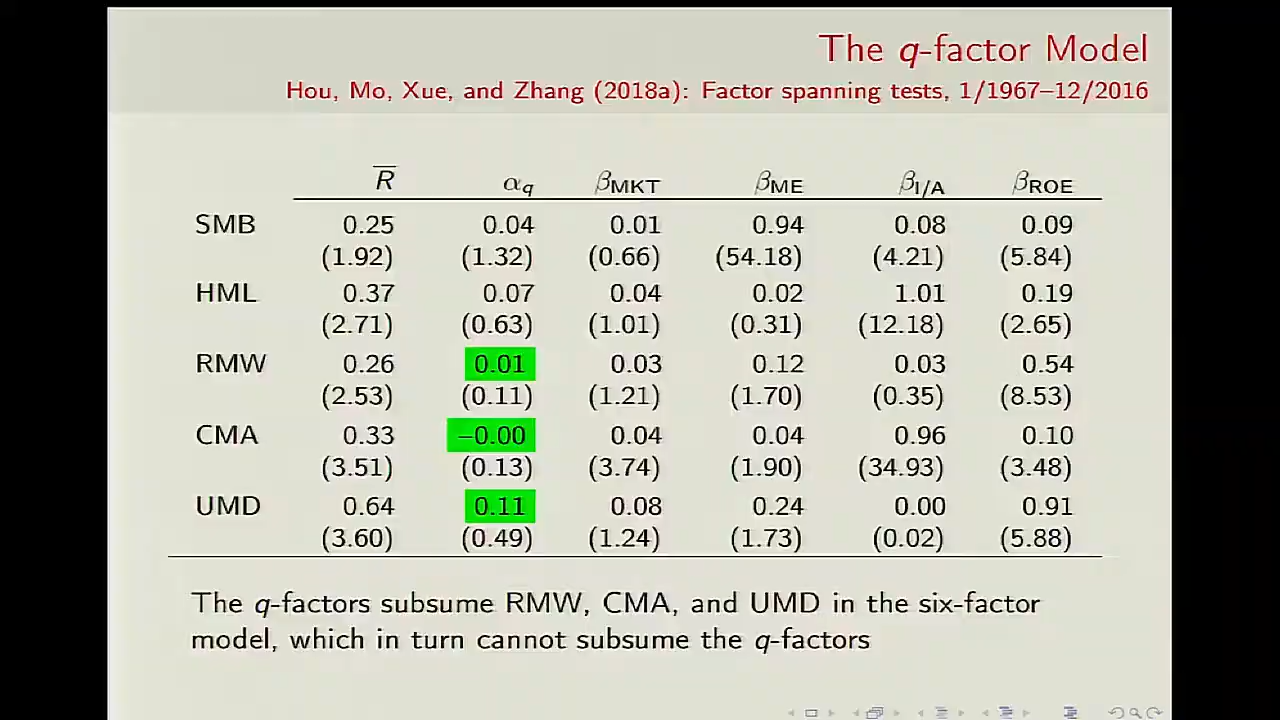 The q-factor Model
Hou, Mo, Xue, and Zhang (2018a): Factor spanning tests, 1/1967–12/2016
R̅ αq βMKT βME βI/A βROE
SMB 0.25 0.04 0.01 0.94 0.08 0.09
(1.92) (1.32) (0.66) (54.18) (4.21) (5.84)
HML 0.37 0.07 0.04 0.02 1.01 0.19
(2.71) (0.63) (1.01) (0.31) (12.18) (2.65)
RMW 0.26 0.01 0.03 0.12 0.03 0.54
(2.53) (0.11) (1.21) (1.70) (0.35) (8.53)
CMA 0.33 −0.00 0.04 0.04 0.96 0.10
(3.51) (0.13) (3.74) (1.90) (34.93) (3.48)
UMD 0.64 0.11 0.08 0.24 0.00 0.91
(3.60) (0.49) (1.24) (1.73) (0.02) (5.88)
The q-factors subsume RMW, CMA, and UMD in the six-factor
model, which in turn cannot subsume the q-factors